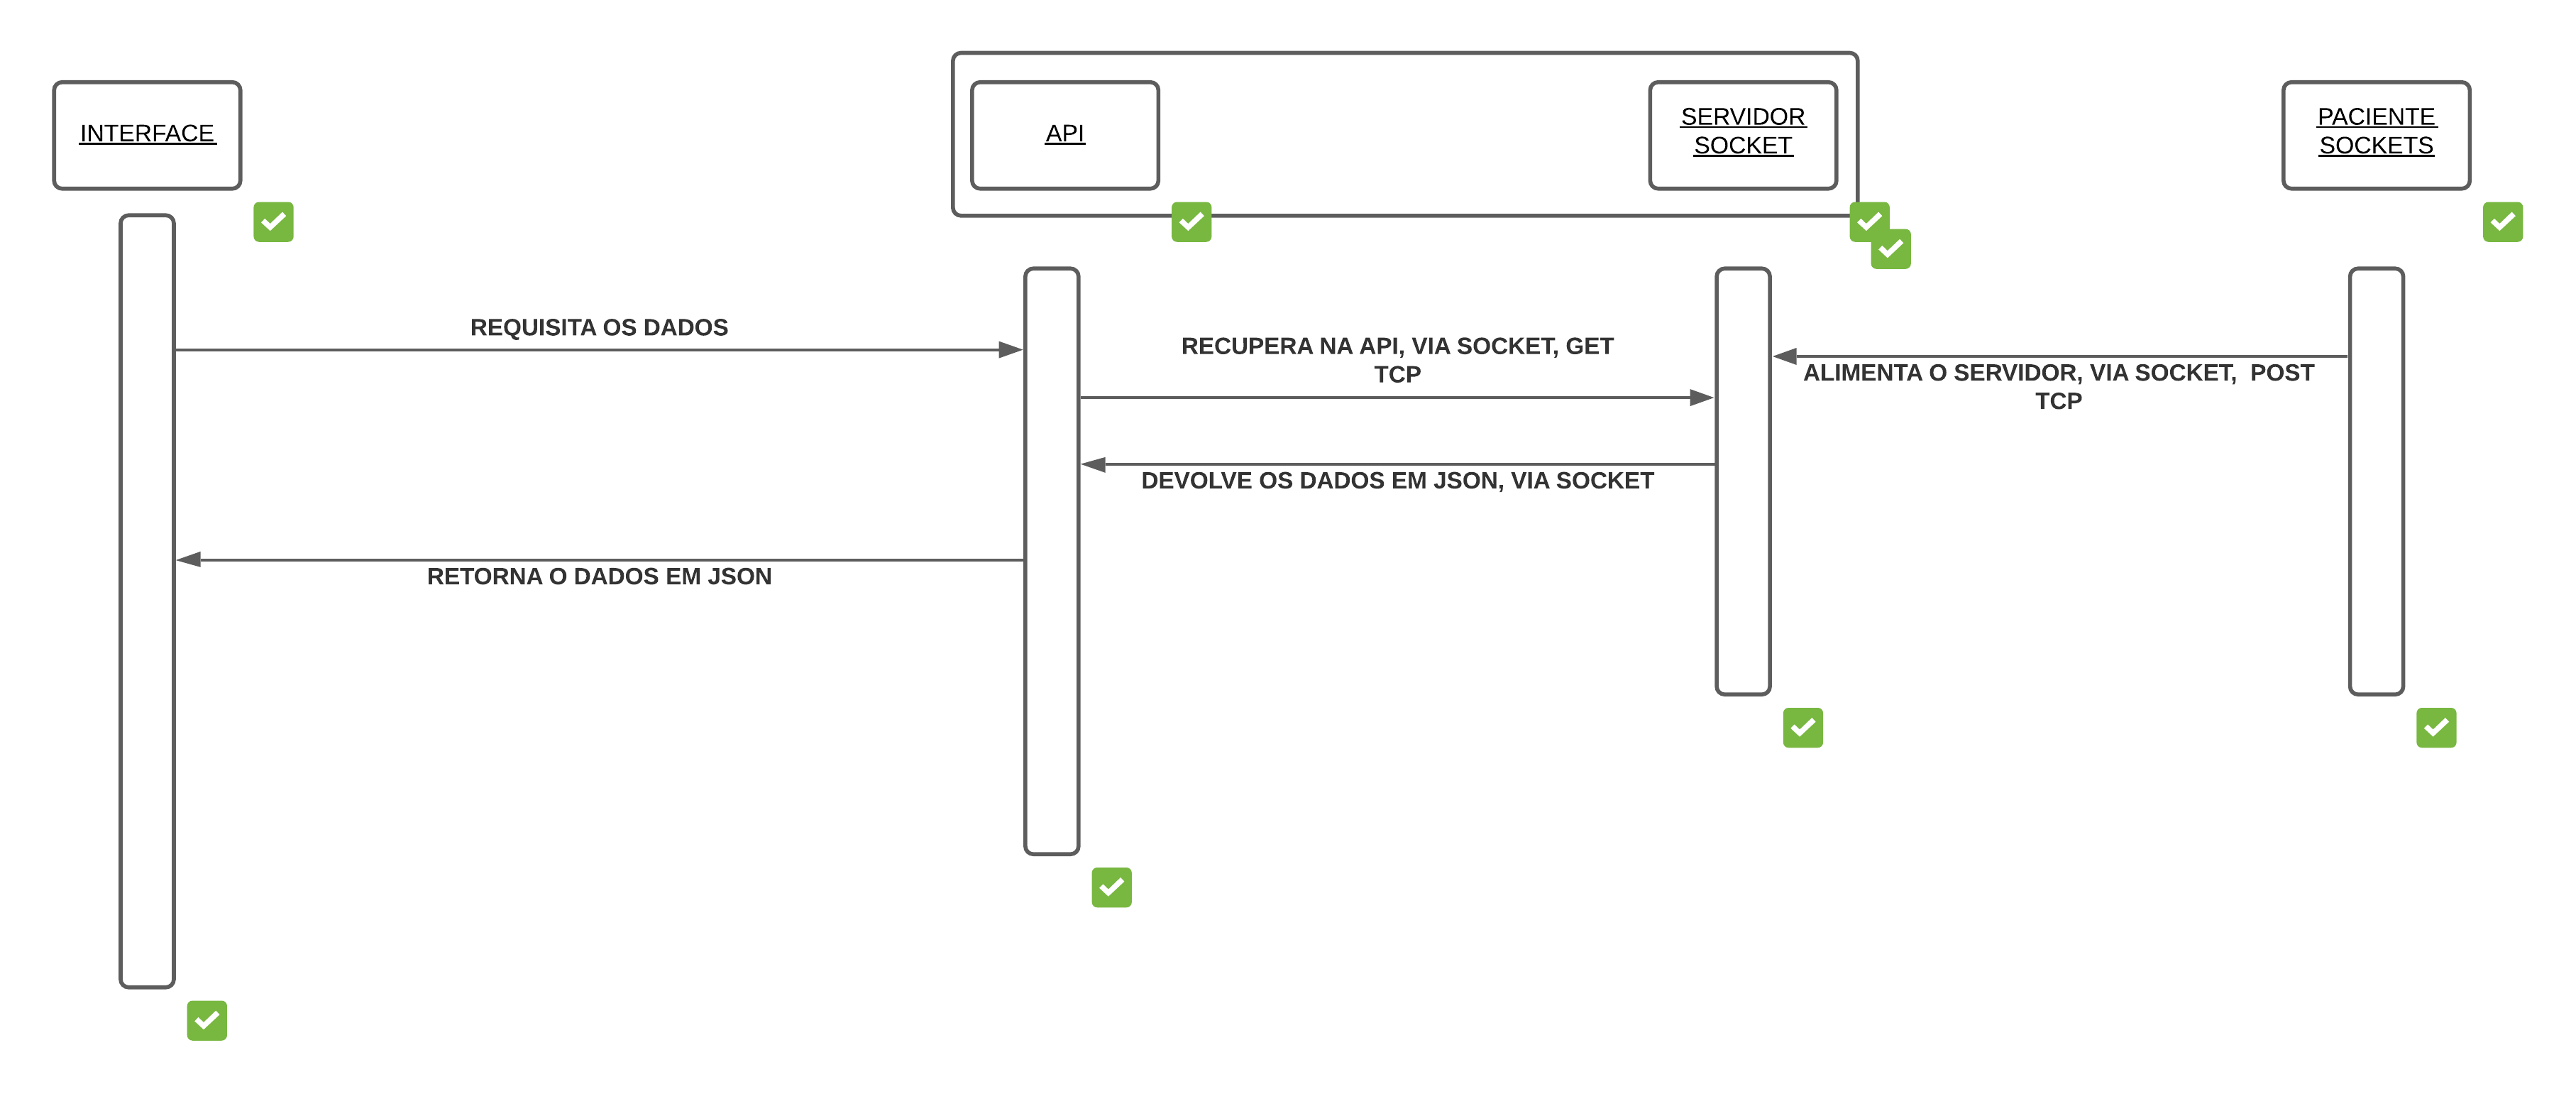 INTERFACE
API
SERVIDOR
SOCKET
PACIENTE
SOCKETS
REQUISITA OS DADOS
RECUPERA NA API, VIA SOCKET, GET
TCP
ALIMENTA O SERVIDOR, VIA SOCKET,  POST
TCP
DEVOLVE OS DADOS EM JSON, VIA SOCKET
RETORNA O DADOS EM JSON